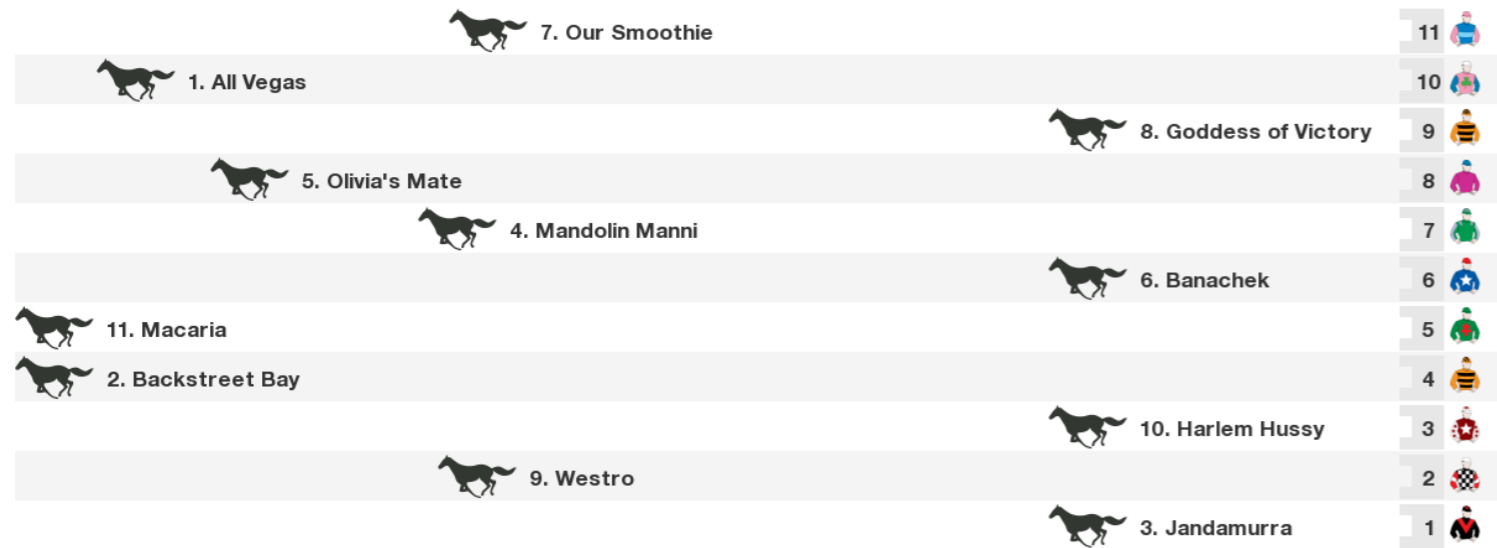 7. Our Smoothie 11
1. All Vegas 10
8. Goddess of Victory 9
5. Olivia's Mate 8
4. Mandolin Manni 7
6. Banachek 6
11. Macaria 5
2. Backstreet Bay 4
10. Harlem Hussy 3
9. Westro 2
3. Jandamurra 1